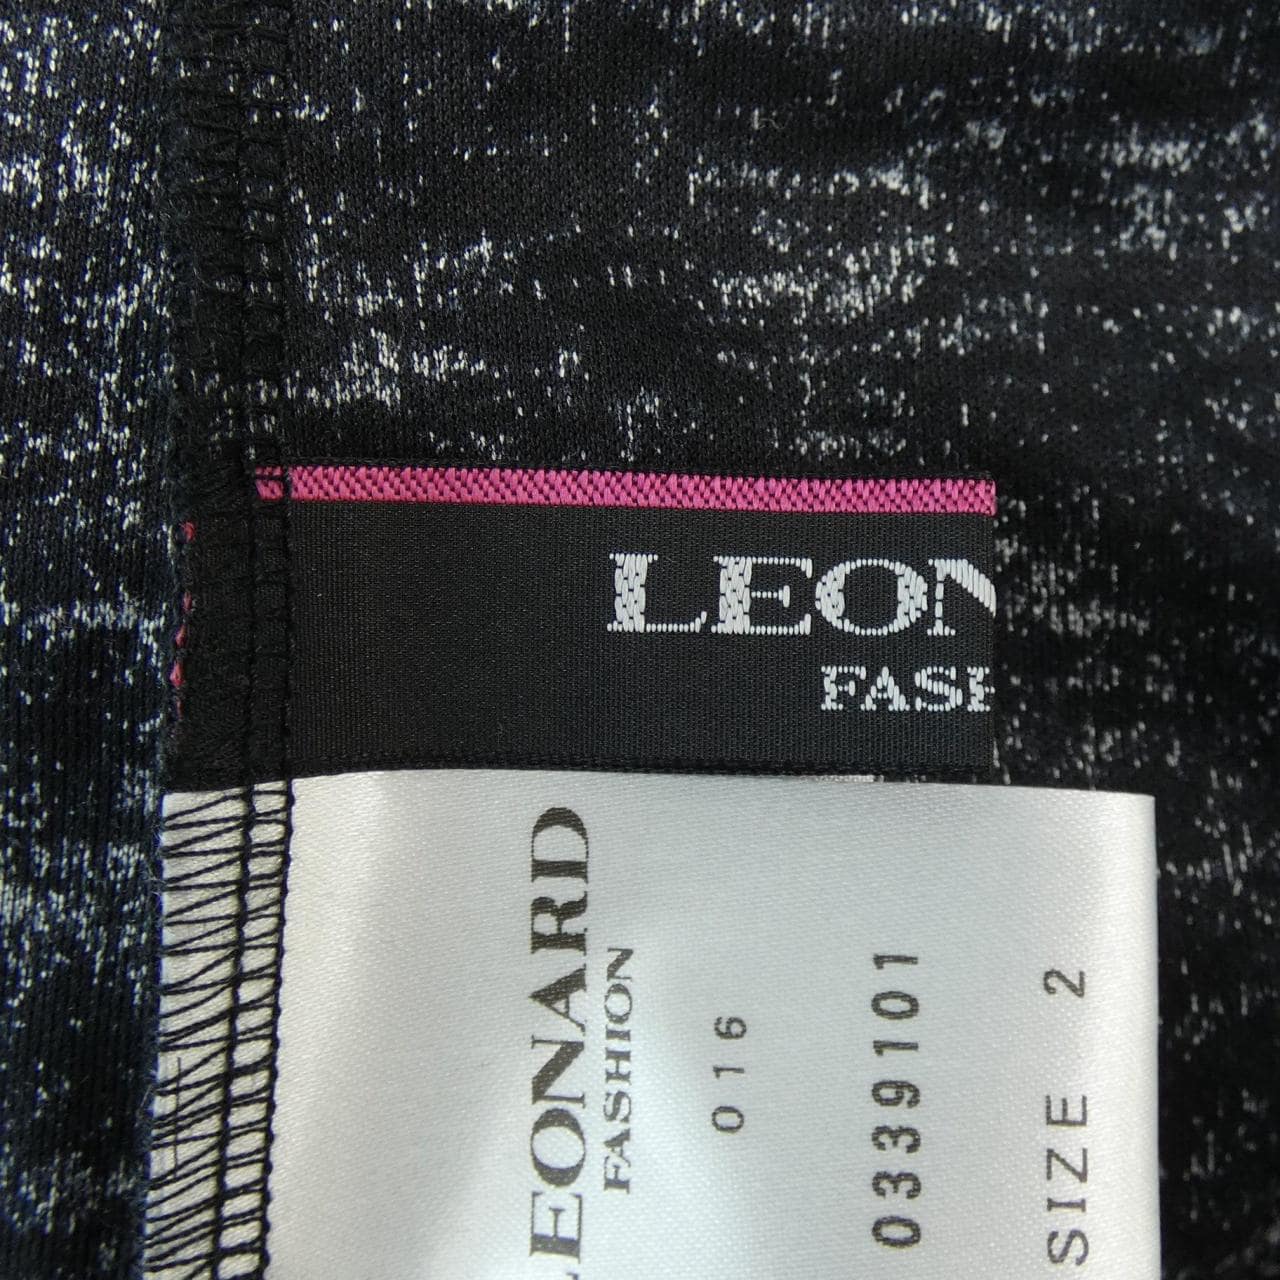 LEON
FASH
LEONARD
FASHION
016
0339101
SIZE 2